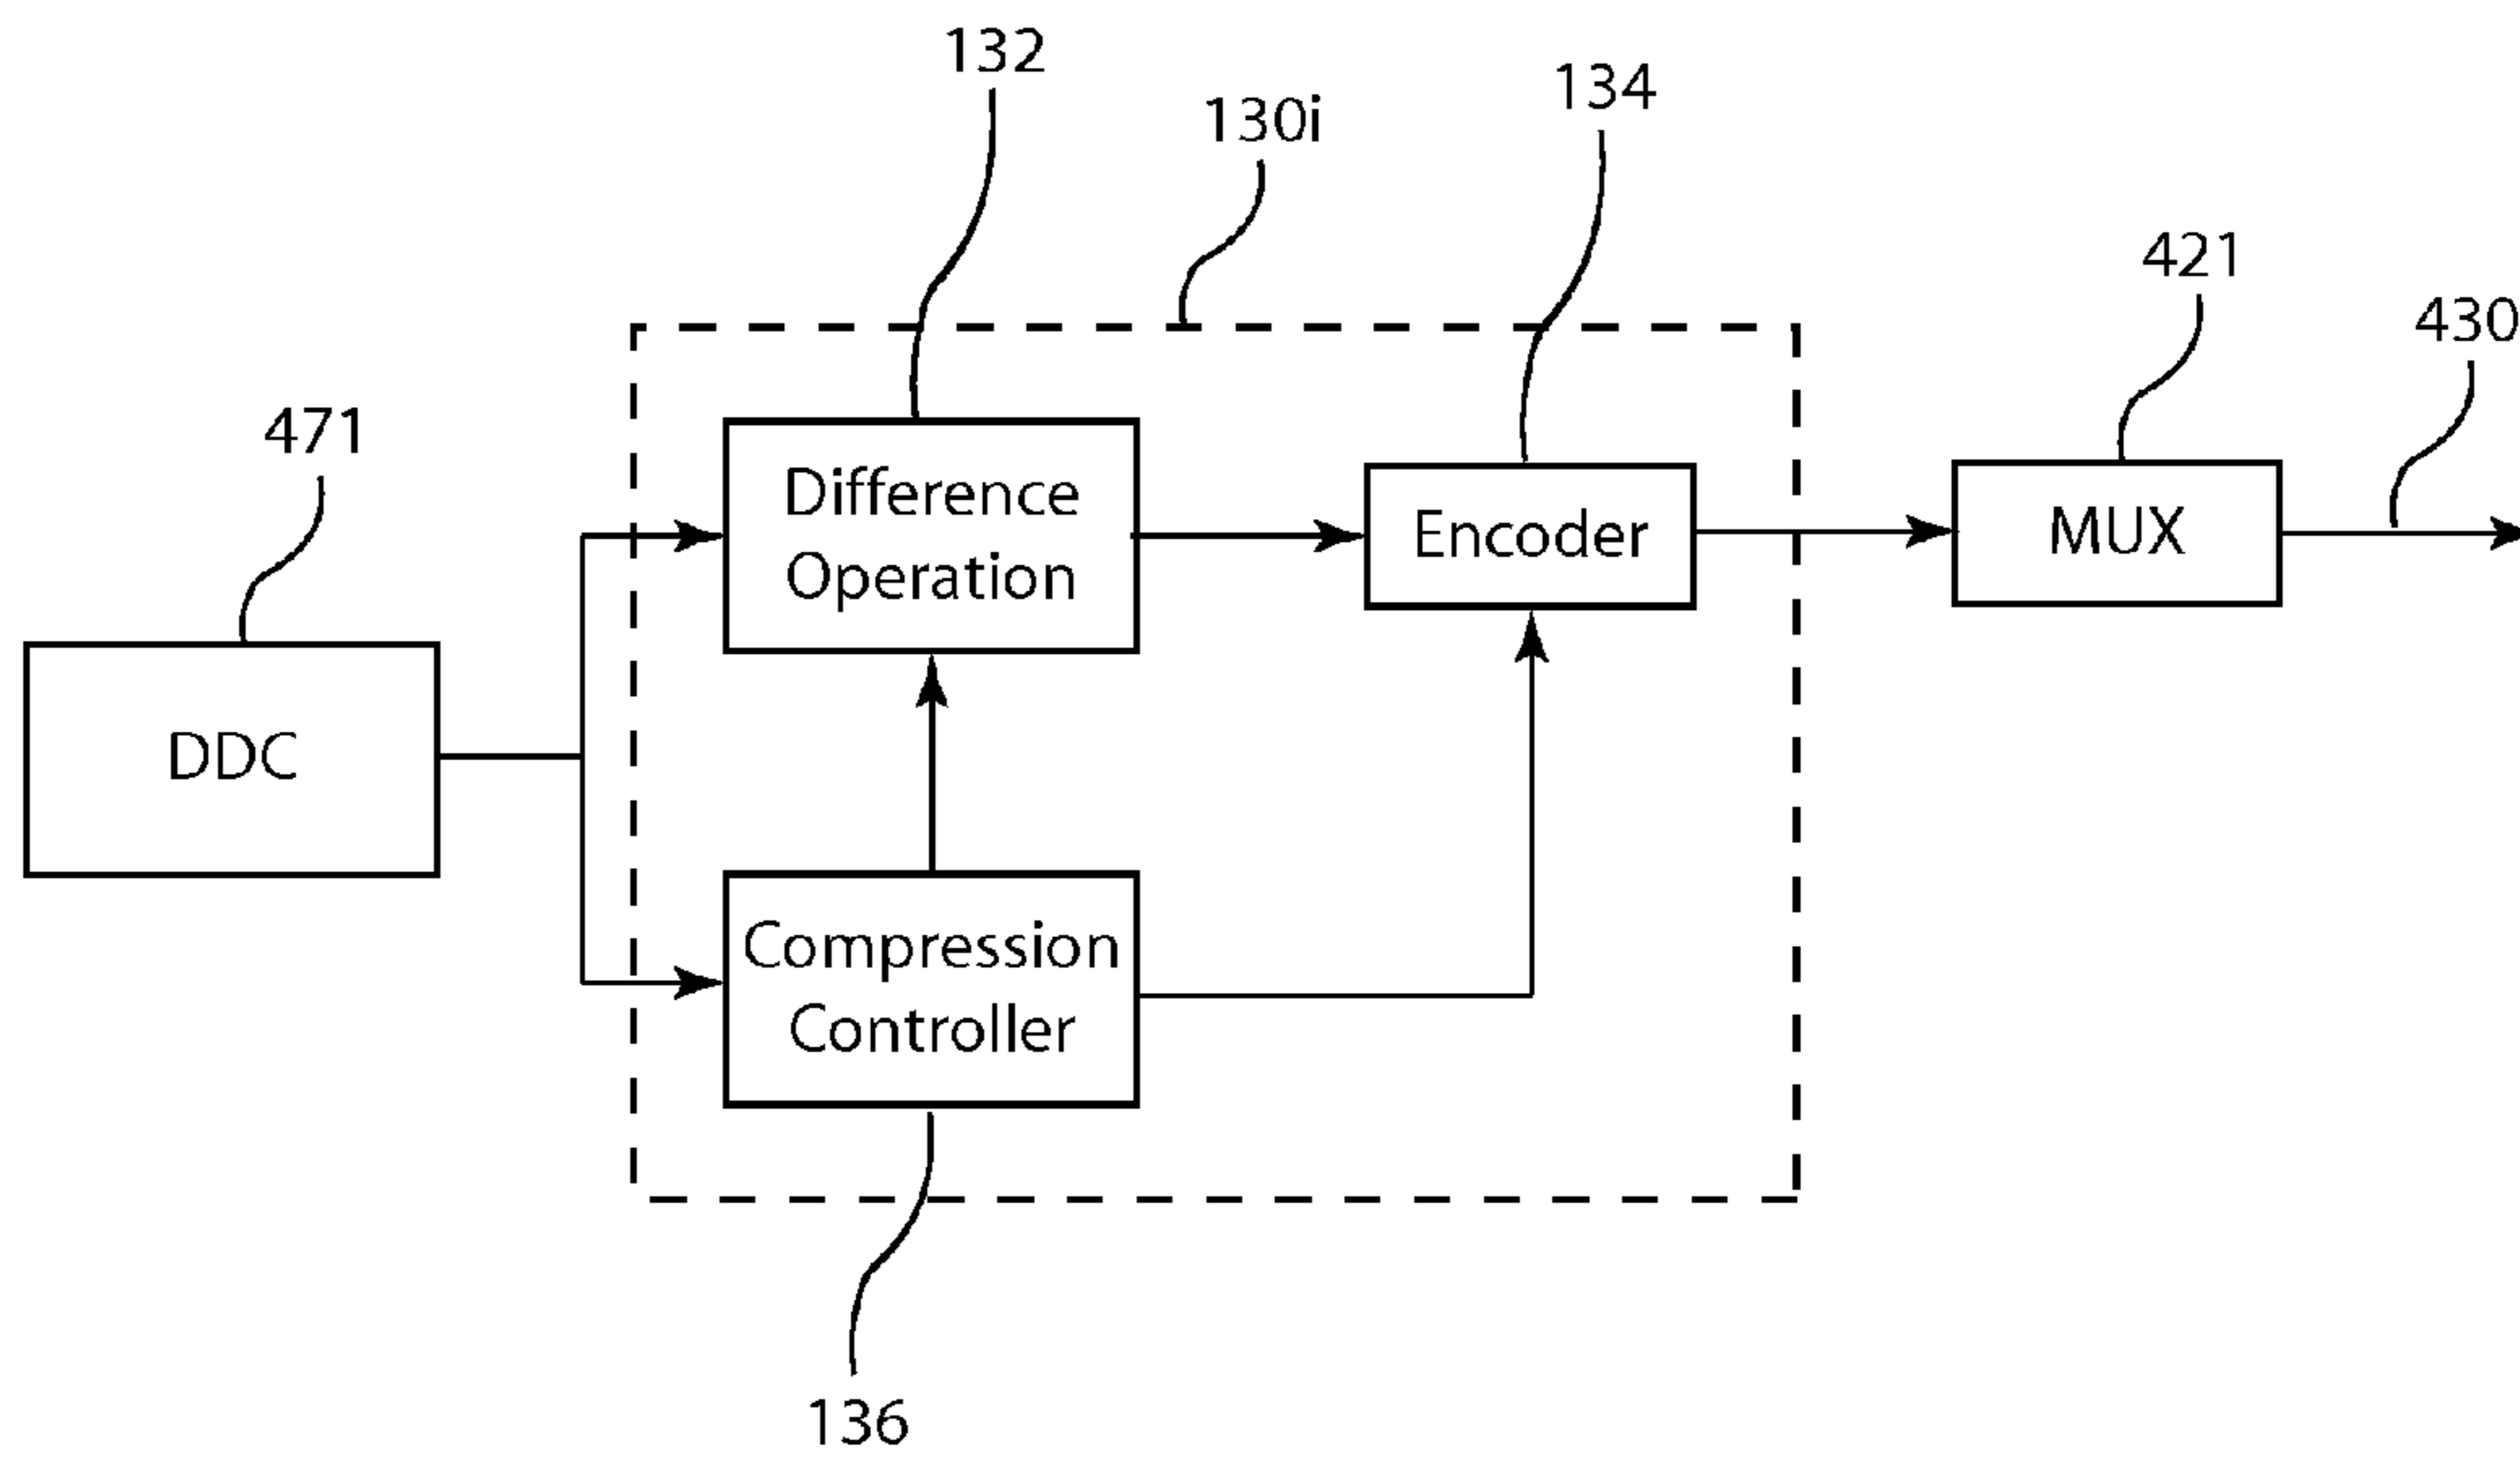 132
130i
134
421
430
471
Difference
Operation
Encoder
MUX
DDC
Compression
Controller
136